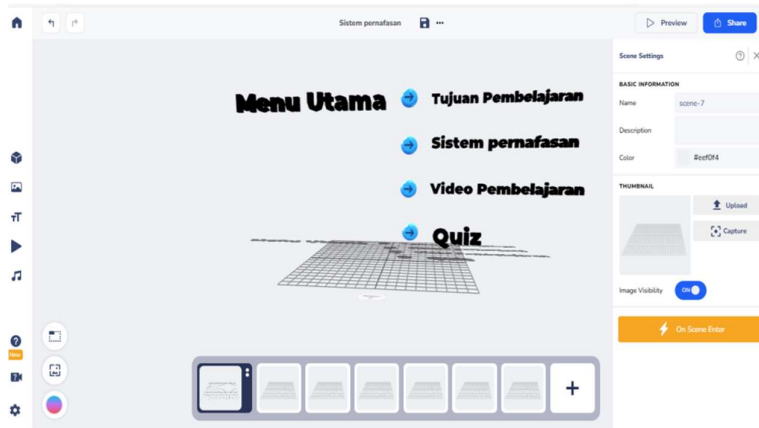 Sistem pernafasan
Preview
Share
Scene Settings
BASIC INFORMATION
Name
scene-7
Description
Color
#eef0f4
THUMBNAIL
Upload
Capture
Image Visibility
ON
On Scene Enter
Menu Utama
Tujuan Pembelajaran
Sistem pernafasan
Video Pembelajaran
Quiz
New